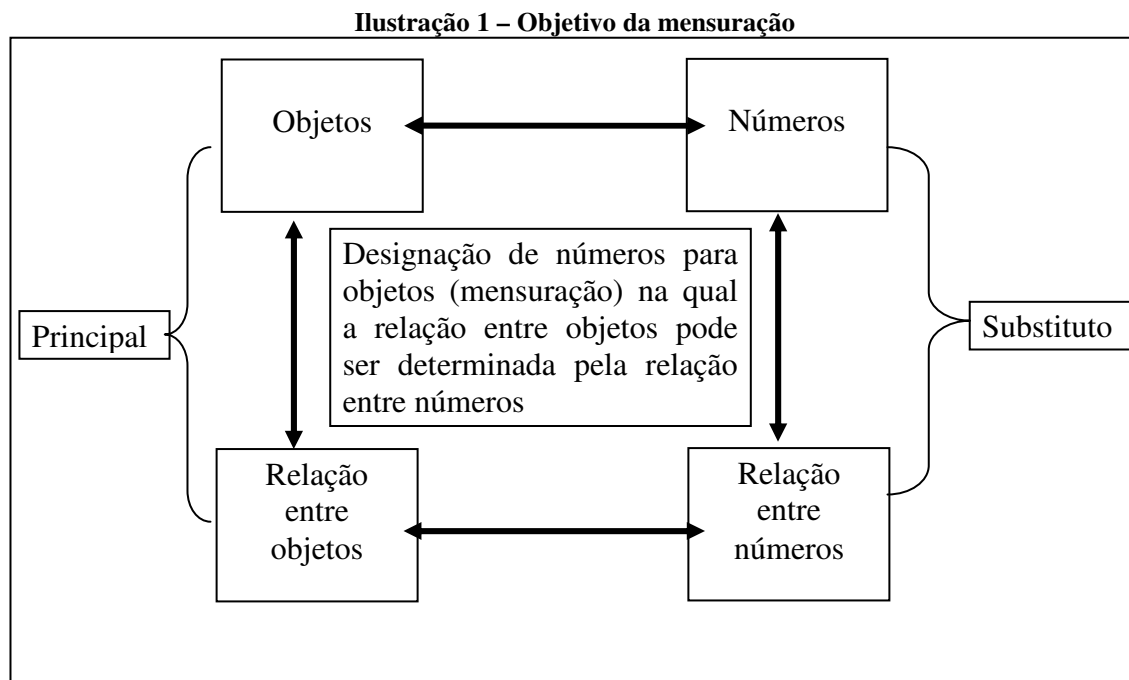 Ilustração 1 – Objetivo da mensuração
Objetos
Números
Designação de números para
objetos (mensuração) na qual
a relação entre objetos pode
ser determinada pela relação
entre números
Principal
Substituto
Relação
entre
objetos
Relação
entre
números